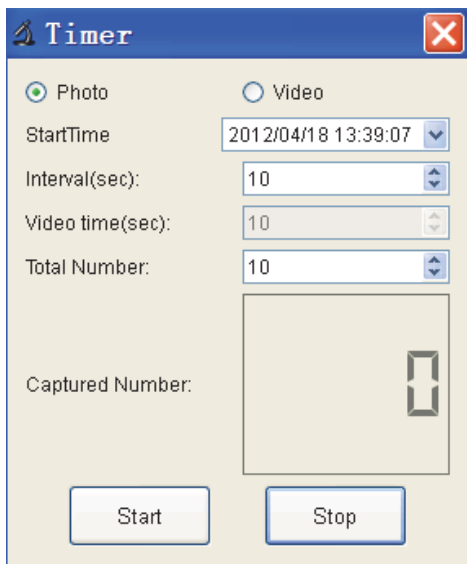 Timer
Photo Video
StartTime 2012/04/18 13:39:07
Interval(sec): 10
Video time(sec): 10
Total Number: 10
Captured Number: 0
Start Stop